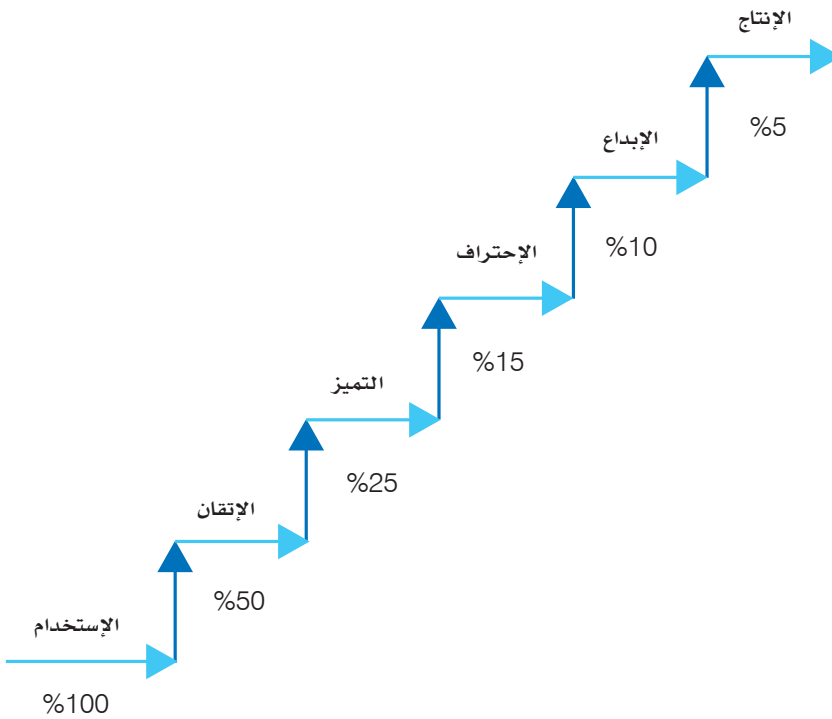 الإنتاج
%5
الإبداع
%10
الإحتراف
%15
التميز
%25
الإتقان
%50
الإستخدام
%100